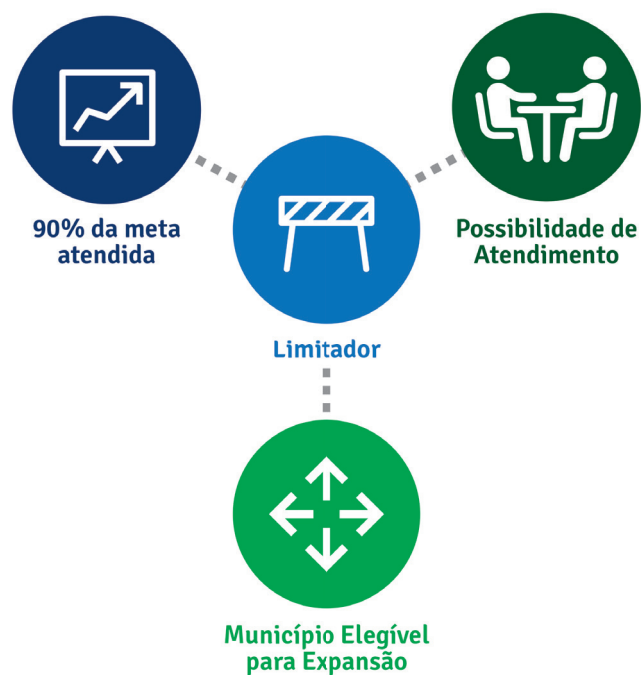 90% da meta
atendida
Possibilidade de
Atendimento
Limitador
Município Elegível
para Expansão